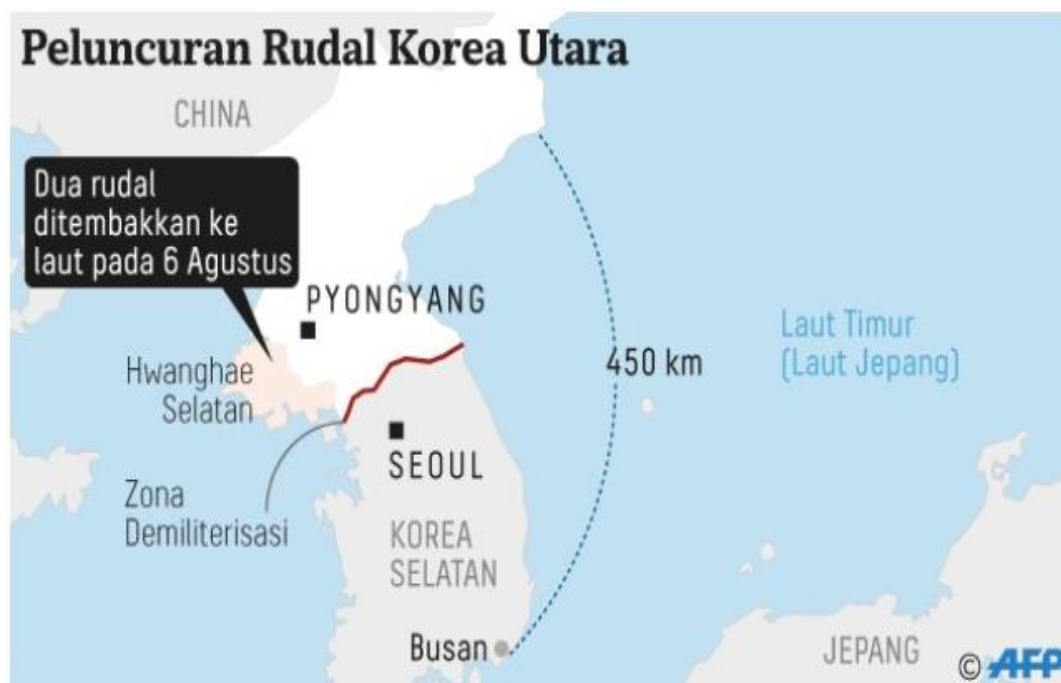 Peluncuran Rudal Korea Utara
CHINA
Dua rudal
ditembakkan ke
laut pada 6 Agustus
PYONGYANG
Hwanghae
Selatan
450 km
Laut Timur
(Laut Jepang)
SEOUL
Zona
Demiliterisasi
KOREA
SELATAN
Busan
JEPANG
© AFP